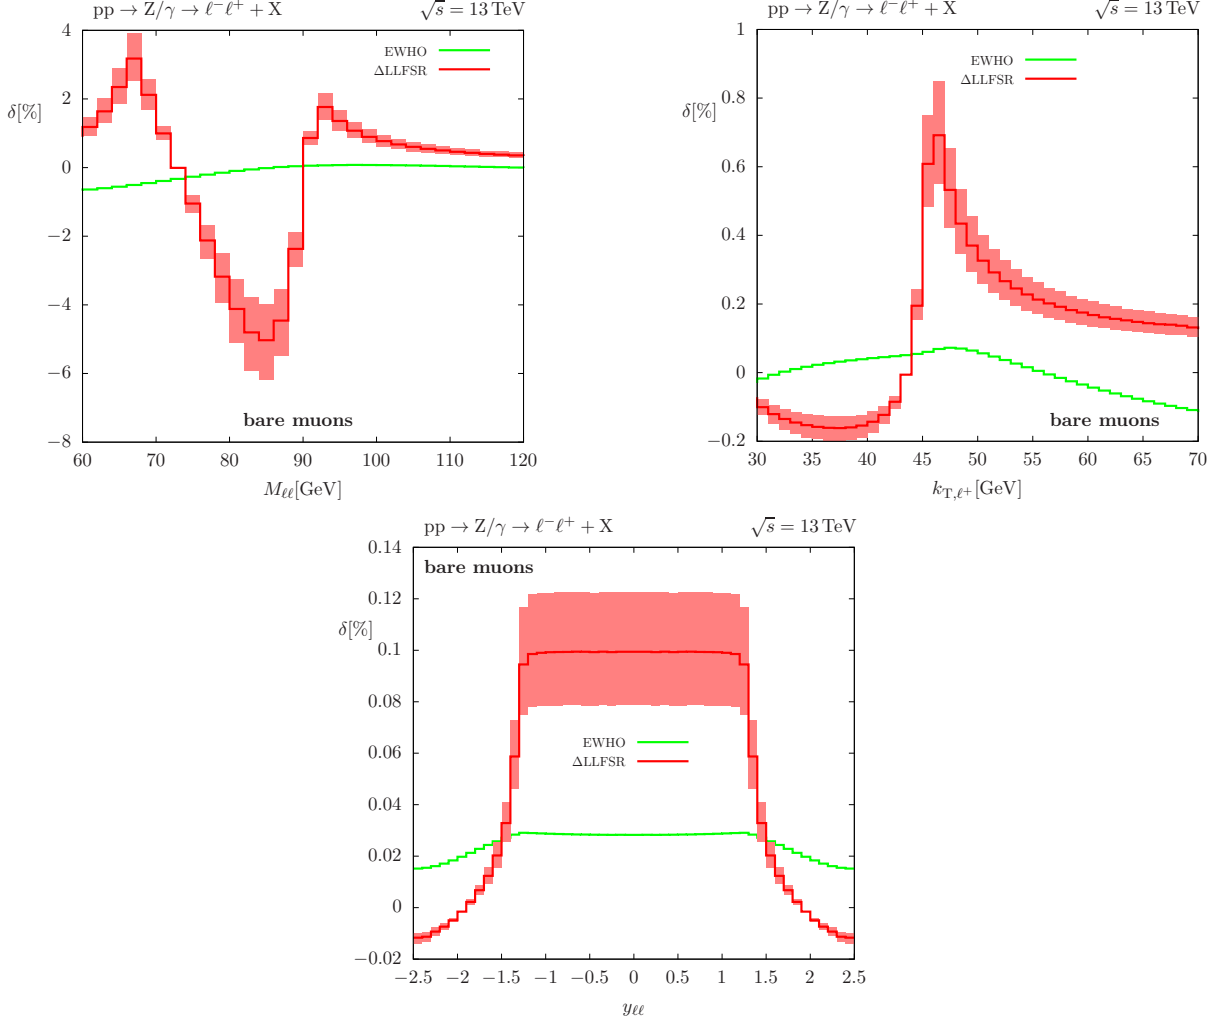 pp → Z/γ → ℓ⁻ℓ⁺ + X √s = 13 TeV
4
2
0
−2
−4
−6
−8
δ[%]
EWHO
ΔLLFSR
bare muons
60 70 80 90 100 110 120
M_ℓℓ[GeV]
pp → Z/γ → ℓ⁻ℓ⁺ + X √s = 13 TeV
1
0.8
0.6
0.4
0.2
0
−0.2
δ[%]
EWHO
ΔLLFSR
bare muons
30 35 40 45 50 55 60 65 70
k_T,ℓ⁺[GeV]
pp → Z/γ → ℓ⁻ℓ⁺ + X √s = 13 TeV
0.14
0.12
0.1
0.08
0.06
0.04
0.02
0
−0.02
δ[%]
bare muons
EWHO
ΔLLFSR
−2.5 −2 −1.5 −1 −0.5 0 0.5 1 1.5 2 2.5
y_ℓℓ